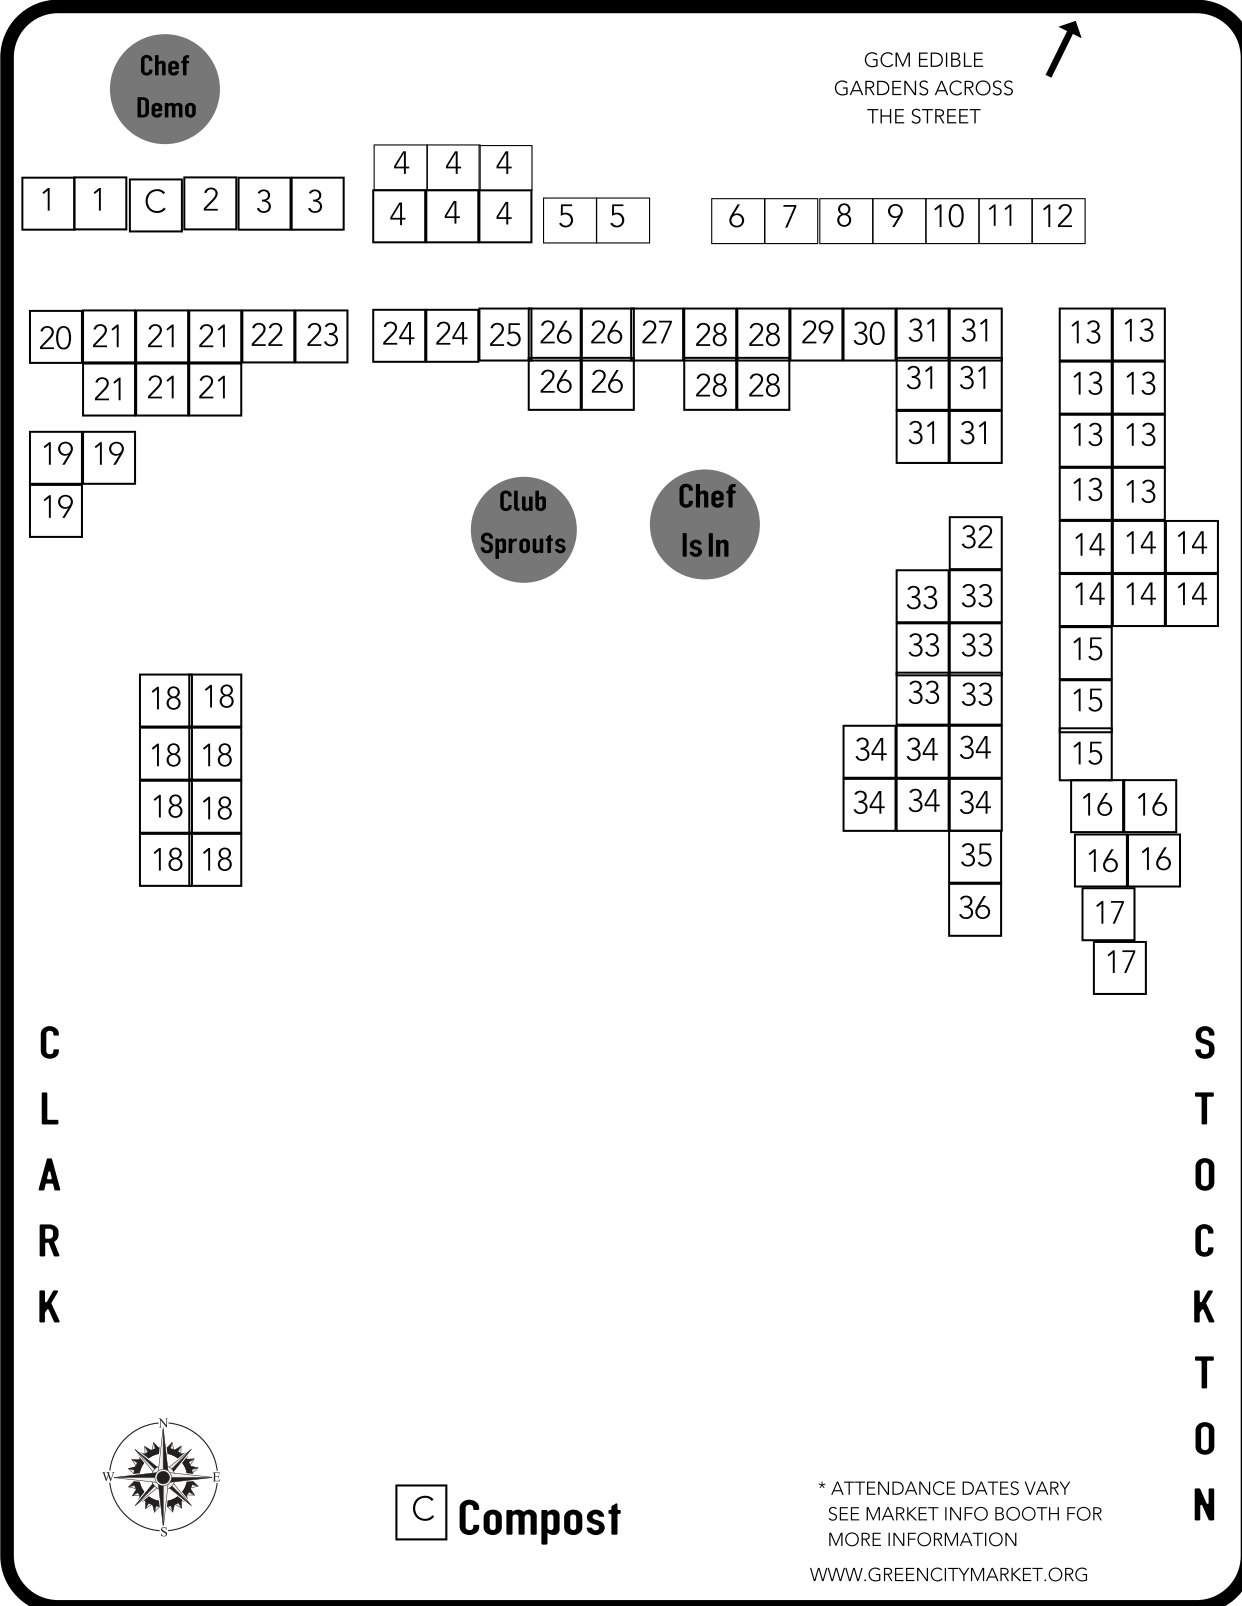 Chef
Demo
GCM EDIBLE
GARDENS ACROSS
THE STREET
4 4 4
1 1 C 2 3 3
4 4 4
5 5
6 7 8 9 10 11 12
20 21 21 21 22 23
24 24 25 26 26 27 28 28 29 30 31 31
13 13
21 21 21
26 26
28 28
31 31
13 13
19 19
31 31
13 13
19
Club
Sprouts
Chef
Is In
13 13
32
14 14 14
33 33
14 14 14
33 33
15
18 18
33 33
15
18 18
34 34 34
15
18 18
34 34 34
16 16
18 18
35
16 16
36
17
17
C
L
A
R
K
S
T
O
C
K
T
O
N
N
W
E
S
C Compost
* ATTENDANCE DATES VARY
SEE MARKET INFO BOOTH FOR
MORE INFORMATION
WWW.GREENCITYMARKET.ORG